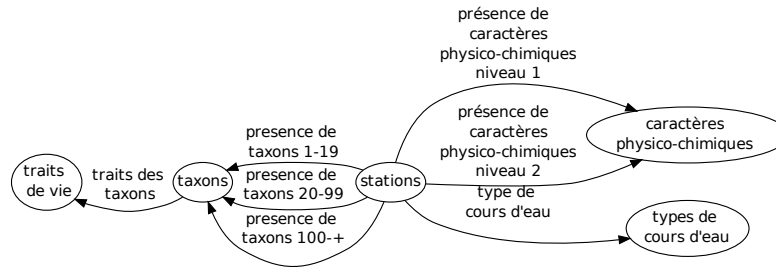 présence de
caractères
physico-chimiques
niveau 1
présence de
caractères
physico-chimiques
niveau 2
caractères
physico-chimiques
presence de
taxons 1-19
traits
de vie
traits des
taxons
taxons
presence de
taxons 20-99
stations
type de
cours d'eau
presence de
taxons 100-+
types de
cours d'eau